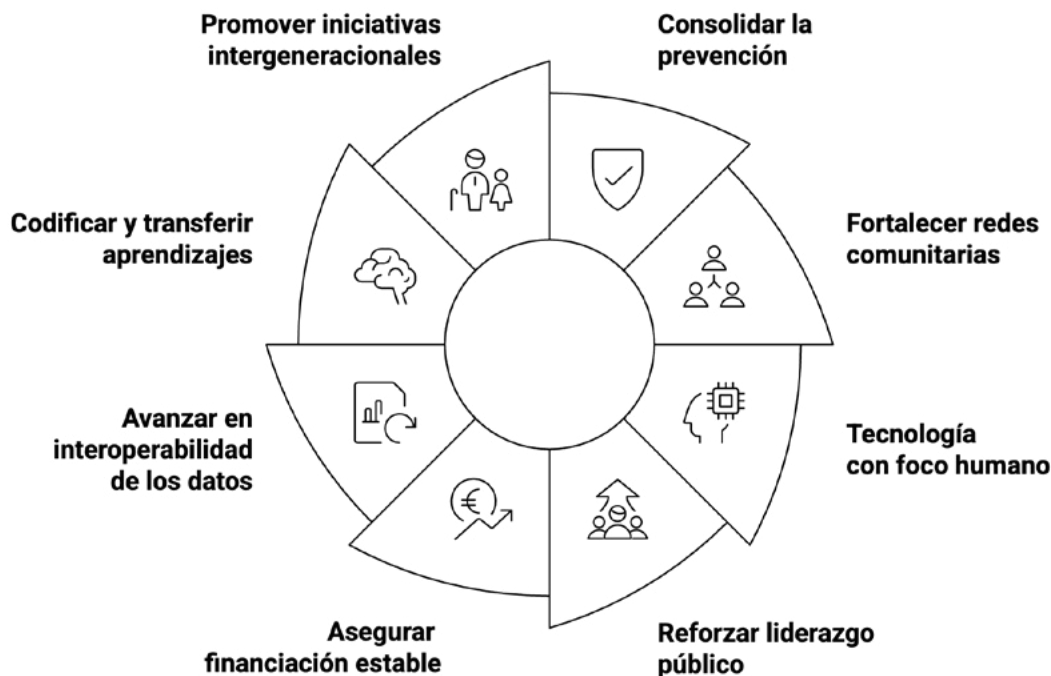 Promover iniciativas
intergeneracionales
Consolidar la
prevención
Codificar y transferir
aprendizajes
Fortalecer redes
comunitarias
Avanzar en
interoperabilidad
de los datos
Tecnología
con foco humano
Asegurar
financiación estable
Reforzar liderazgo
público